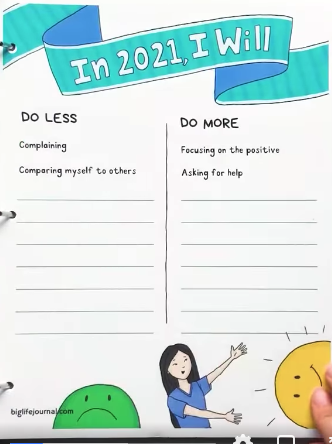 In 2021, I Will
DO LESS
Complaining
Comparing myself to others
DO MORE
Focusing on the positive
Asking for help
biglifejournal.com